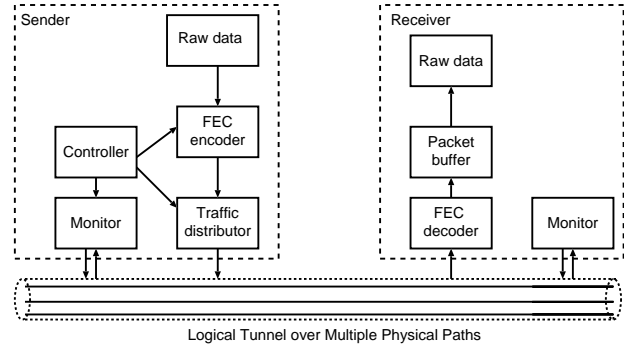 Sender
Raw data
FEC
encoder
Controller
Monitor
Traffic
distributor
Receiver
Raw data
Packet
buffer
FEC
decoder
Monitor
Logical Tunnel over Multiple Physical Paths